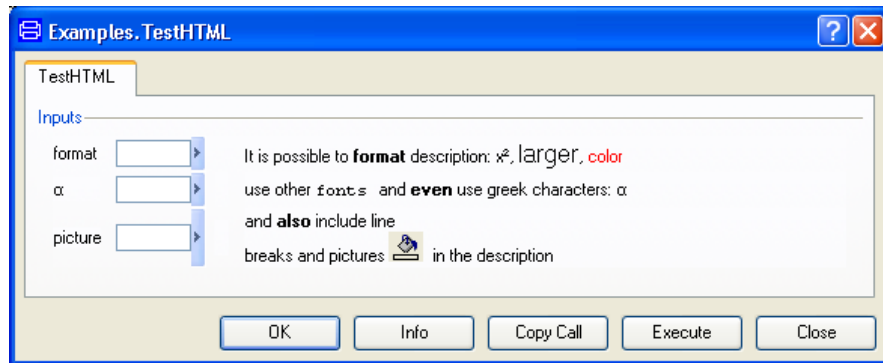 Examples.TestHTML
TestHTML
Inputs
format It is possible to format description: x², larger, color
α use other fonts and even use greek characters: α
and also include line
picture
breaks and pictures in the description
OK Info Copy Call Execute Close